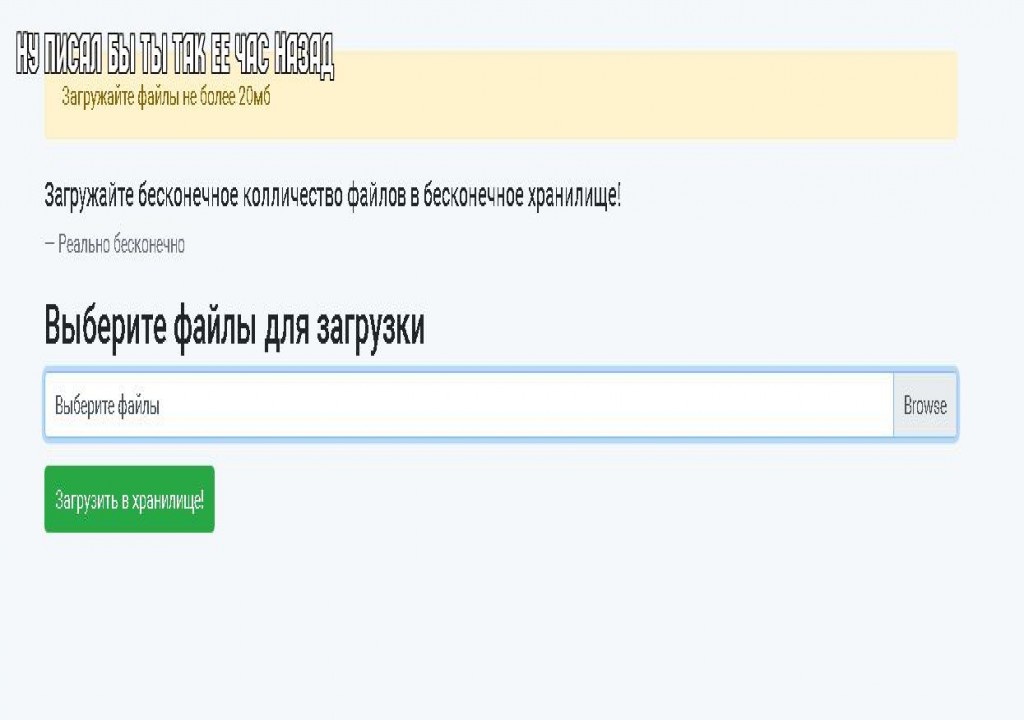 НУ ПИСАЛ БЫ ТЫ ТАК ЕЕ ЧАС НАЗАД
Загружайте файлы не более 20мб
Загружайте бесконечное колличество файлов в бесконечное хранилище!
— Реально бесконечно
Выберите файлы для загрузки
Выберите файлы Browse
Загрузить в хранилище!